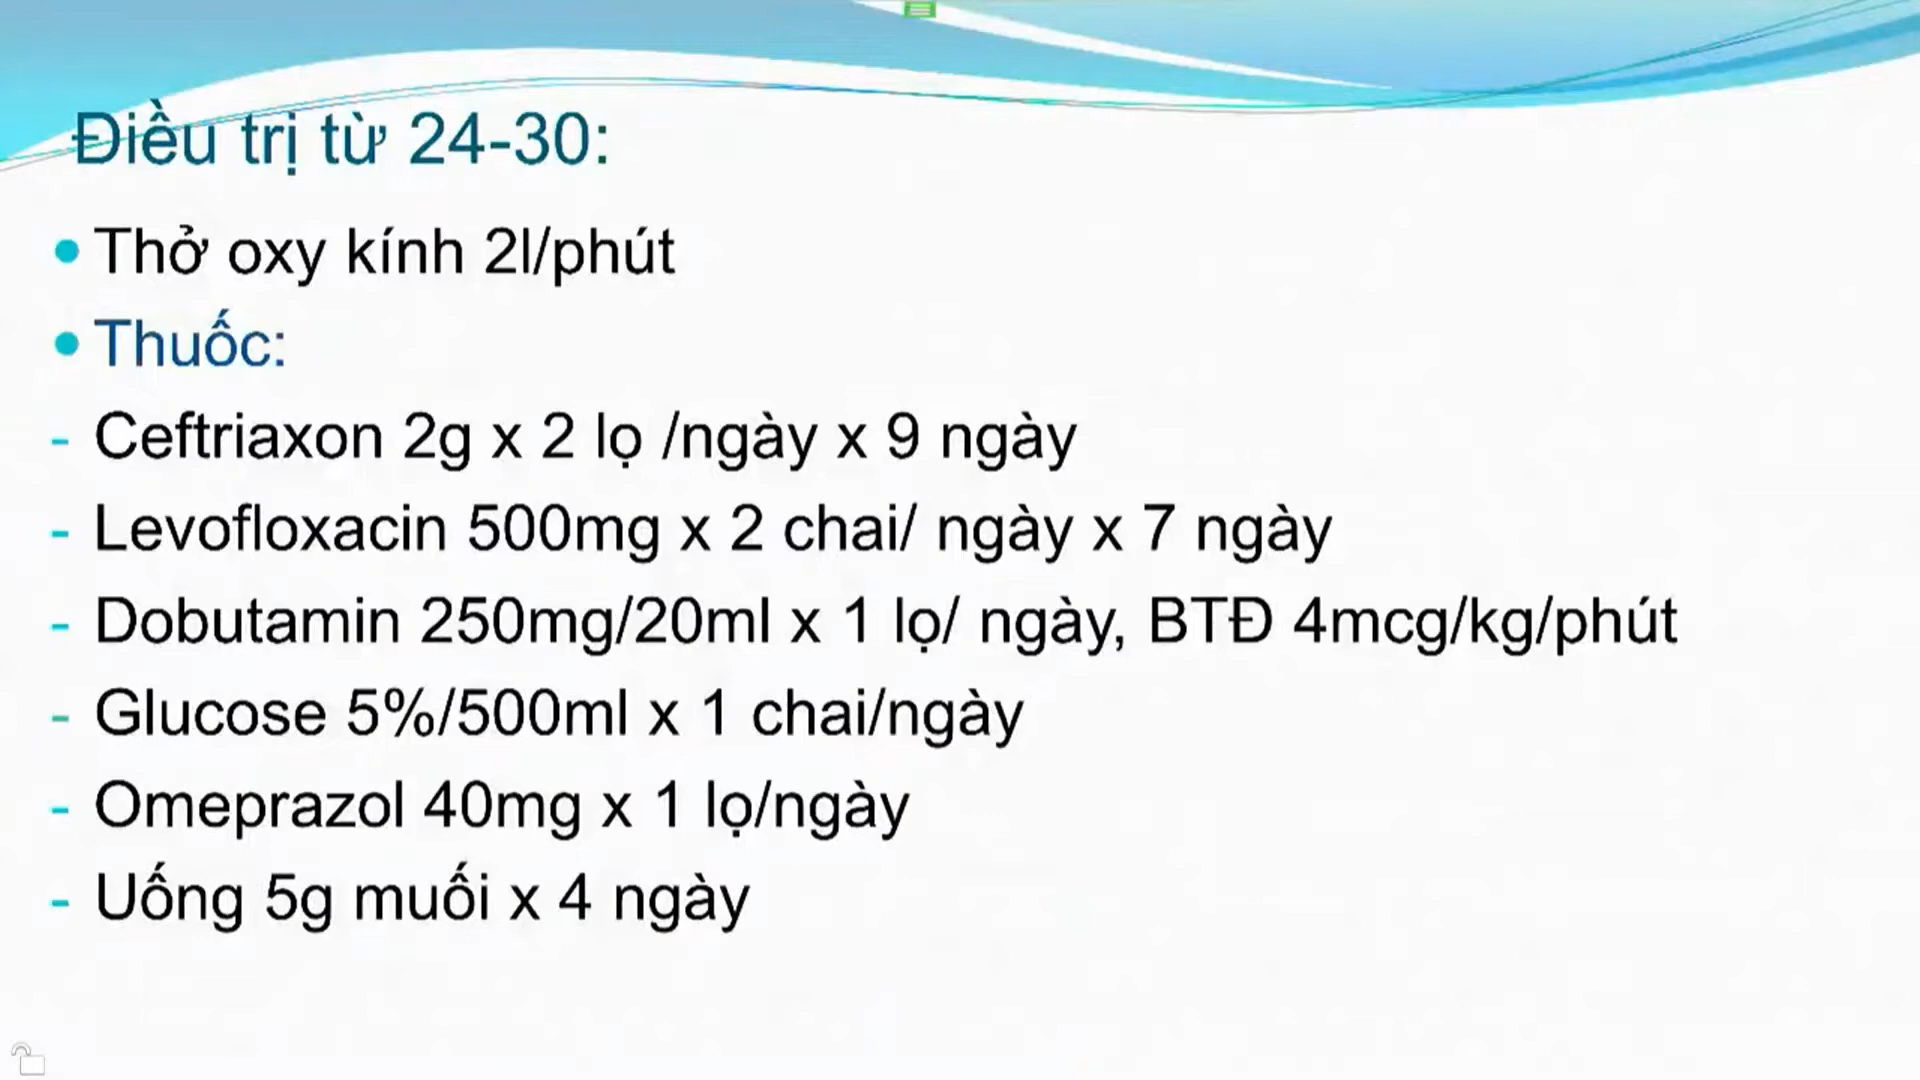 Điều trị từ 24-30:
Thở oxy kính 2l/phút
Thuốc:
- Ceftriaxon 2g x 2 lọ /ngày x 9 ngày
- Levofloxacin 500mg x 2 chai/ ngày x 7 ngày
- Dobutamin 250mg/20ml x 1 lọ/ ngày, BTĐ 4mcg/kg/phút
- Glucose 5%/500ml x 1 chai/ngày
- Omeprazol 40mg x 1 lọ/ngày
- Uống 5g muối x 4 ngày